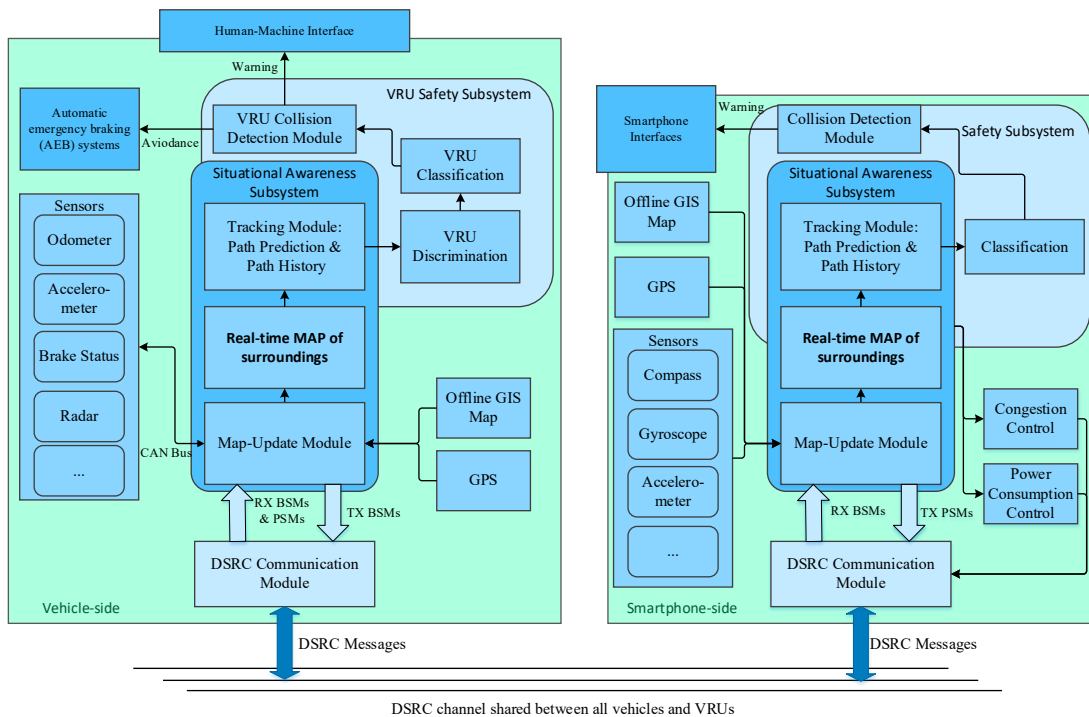 Human-Machine Interface
Warning
VRU Safety Subsystem
Automatic
emergency braking
(AEB) systems
Aviodance
VRU Collision
Detection Module
VRU
Classification
Situational Awareness
Subsystem
Sensors
Odometer
Accelero-
meter
Brake Status
Radar
...
Tracking Module:
Path Prediction &
Path History
VRU
Discrimination
Real-time MAP of
surroundings
Offline GIS
Map
Map-Update Module
CAN Bus
GPS
RX BSMs
& PSMs
TX BSMs
DSRC Communication
Module
Vehicle-side
DSRC Messages
Smartphone
Interfaces
Warning
Collision Detection
Module
Safety Subsystem
Situational Awareness
Subsystem
Offline GIS
Map
Tracking Module:
Path Prediction &
Path History
Classification
GPS
Sensors
Compass
Gyroscope
Accelero-
meter
...
Real-time MAP of
surroundings
Map-Update Module
Congestion
Control
Power
Consumption
Control
RX BSMs
TX PSMs
DSRC Communication
Module
Smartphone-side
DSRC Messages
DSRC channel shared between all vehicles and VRUs